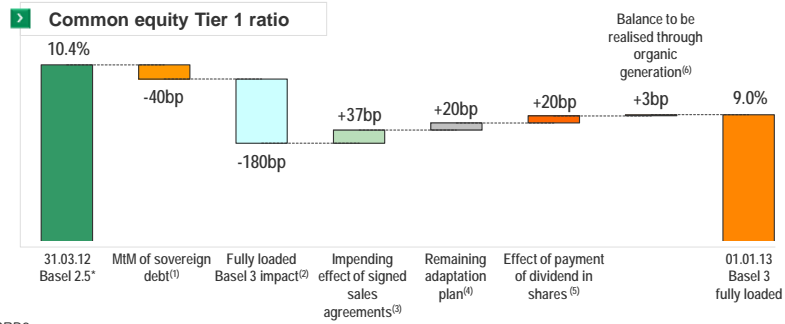 Common equity Tier 1 ratio
Balance to be
realised through
organic
generation(6)
10.4%
-40bp
-180bp
+37bp
+20bp
+20bp
+3bp
9.0%
31.03.12
Basel 2.5*
MtM of sovereign
debt(1)
Fully loaded
Basel 3 impact(2)
Impending
effect of signed
sales
agreements(3)
Remaining
adaptation
plan(4)
Effect of payment
of dividend in
shares (5)
01.01.13
Basel 3
fully loaded